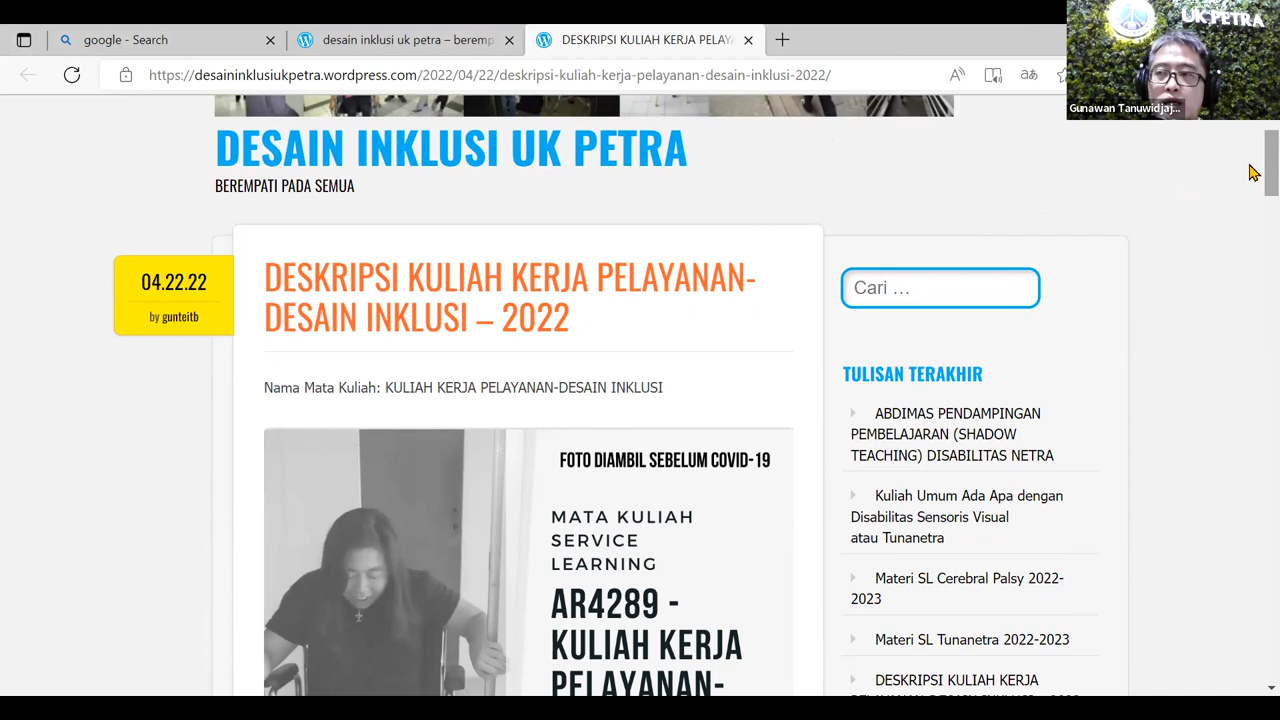 google - Search
desain inklusi uk petra – beremp
DESKRIPSI KULIAH KERJA PELAY
https://desaininklusiukpetra.wordpress.com/2022/04/22/deskripsi-kuliah-kerja-pelayanan-desain-inklusi-2022/
UK PETRA
Gunawan Tanuwidjaj...
DESAIN INKLUSI UK PETRA
BEREMPATI PADA SEMUA
04.22.22
by gunteitb
DESKRIPSI KULIAH KERJA PELAYANAN-
DESAIN INKLUSI – 2022
Nama Mata Kuliah: KULIAH KERJA PELAYANAN-DESAIN INKLUSI
FOTO DIAMBIL SEBELUM COVID-19
MATA KULIAH
SERVICE
LEARNING
AR4289 -
KULIAH KERJA
PELAYANAN-
Cari …
TULISAN TERAKHIR
ABDIMAS PENDAMPINGAN
PEMBELAJARAN (SHADOW
TEACHING) DISABILITAS NETRA
Kuliah Umum Ada Apa dengan
Disabilitas Sensoris Visual
atau Tunanetra
Materi SL Cerebral Palsy 2022-
2023
Materi SL Tunanetra 2022-2023
DESKRIPSI KULIAH KERJA